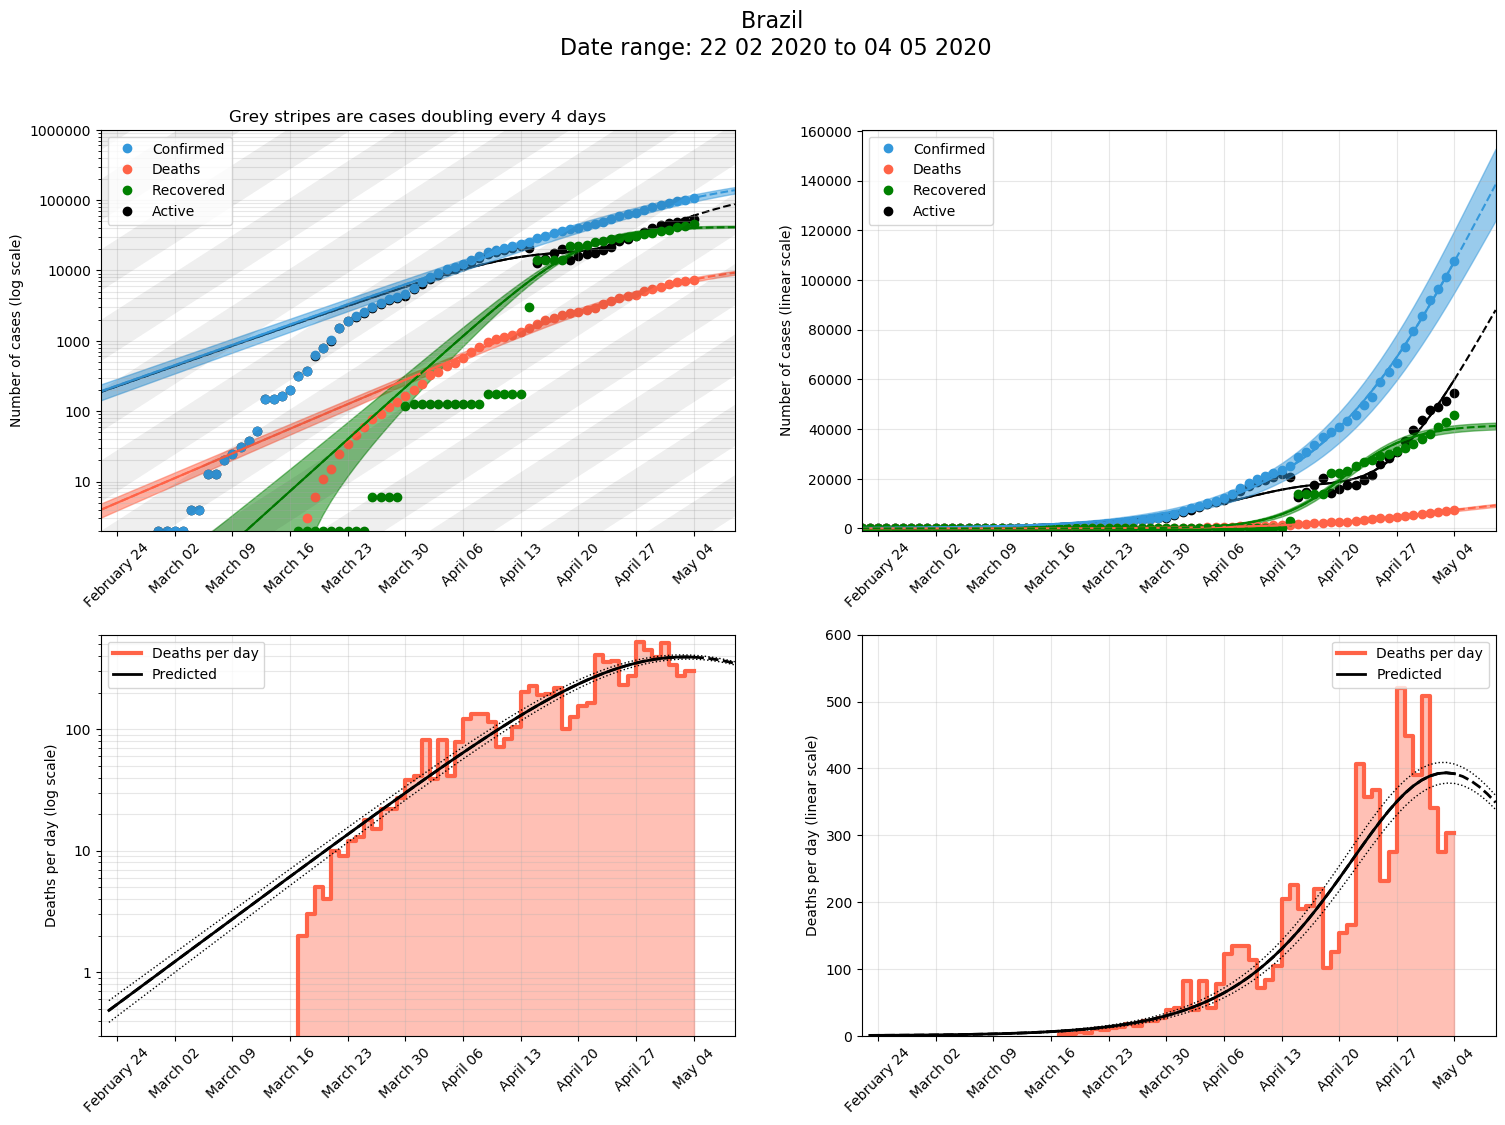 Brazil
Date range: 22 02 2020 to 04 05 2020
Grey stripes are cases doubling every 4 days
Number of cases (log scale)
1000000
100000
10000
1000
100
10
Confirmed
Deaths
Recovered
Active
February 24
March 02
March 09
March 16
March 23
March 30
April 06
April 13
April 20
April 27
May 04
Number of cases (linear scale)
160000
140000
120000
100000
80000
60000
40000
20000
0
Confirmed
Deaths
Recovered
Active
February 24
March 02
March 09
March 16
March 23
March 30
April 06
April 13
April 20
April 27
May 04
Deaths per day (log scale)
100
10
1
Deaths per day
Predicted
February 24
March 02
March 09
March 16
March 23
March 30
April 06
April 13
April 20
April 27
May 04
Deaths per day (linear scale)
600
500
400
300
200
100
0
Deaths per day
Predicted
February 24
March 02
March 09
March 16
March 23
March 30
April 06
April 13
April 20
April 27
May 04